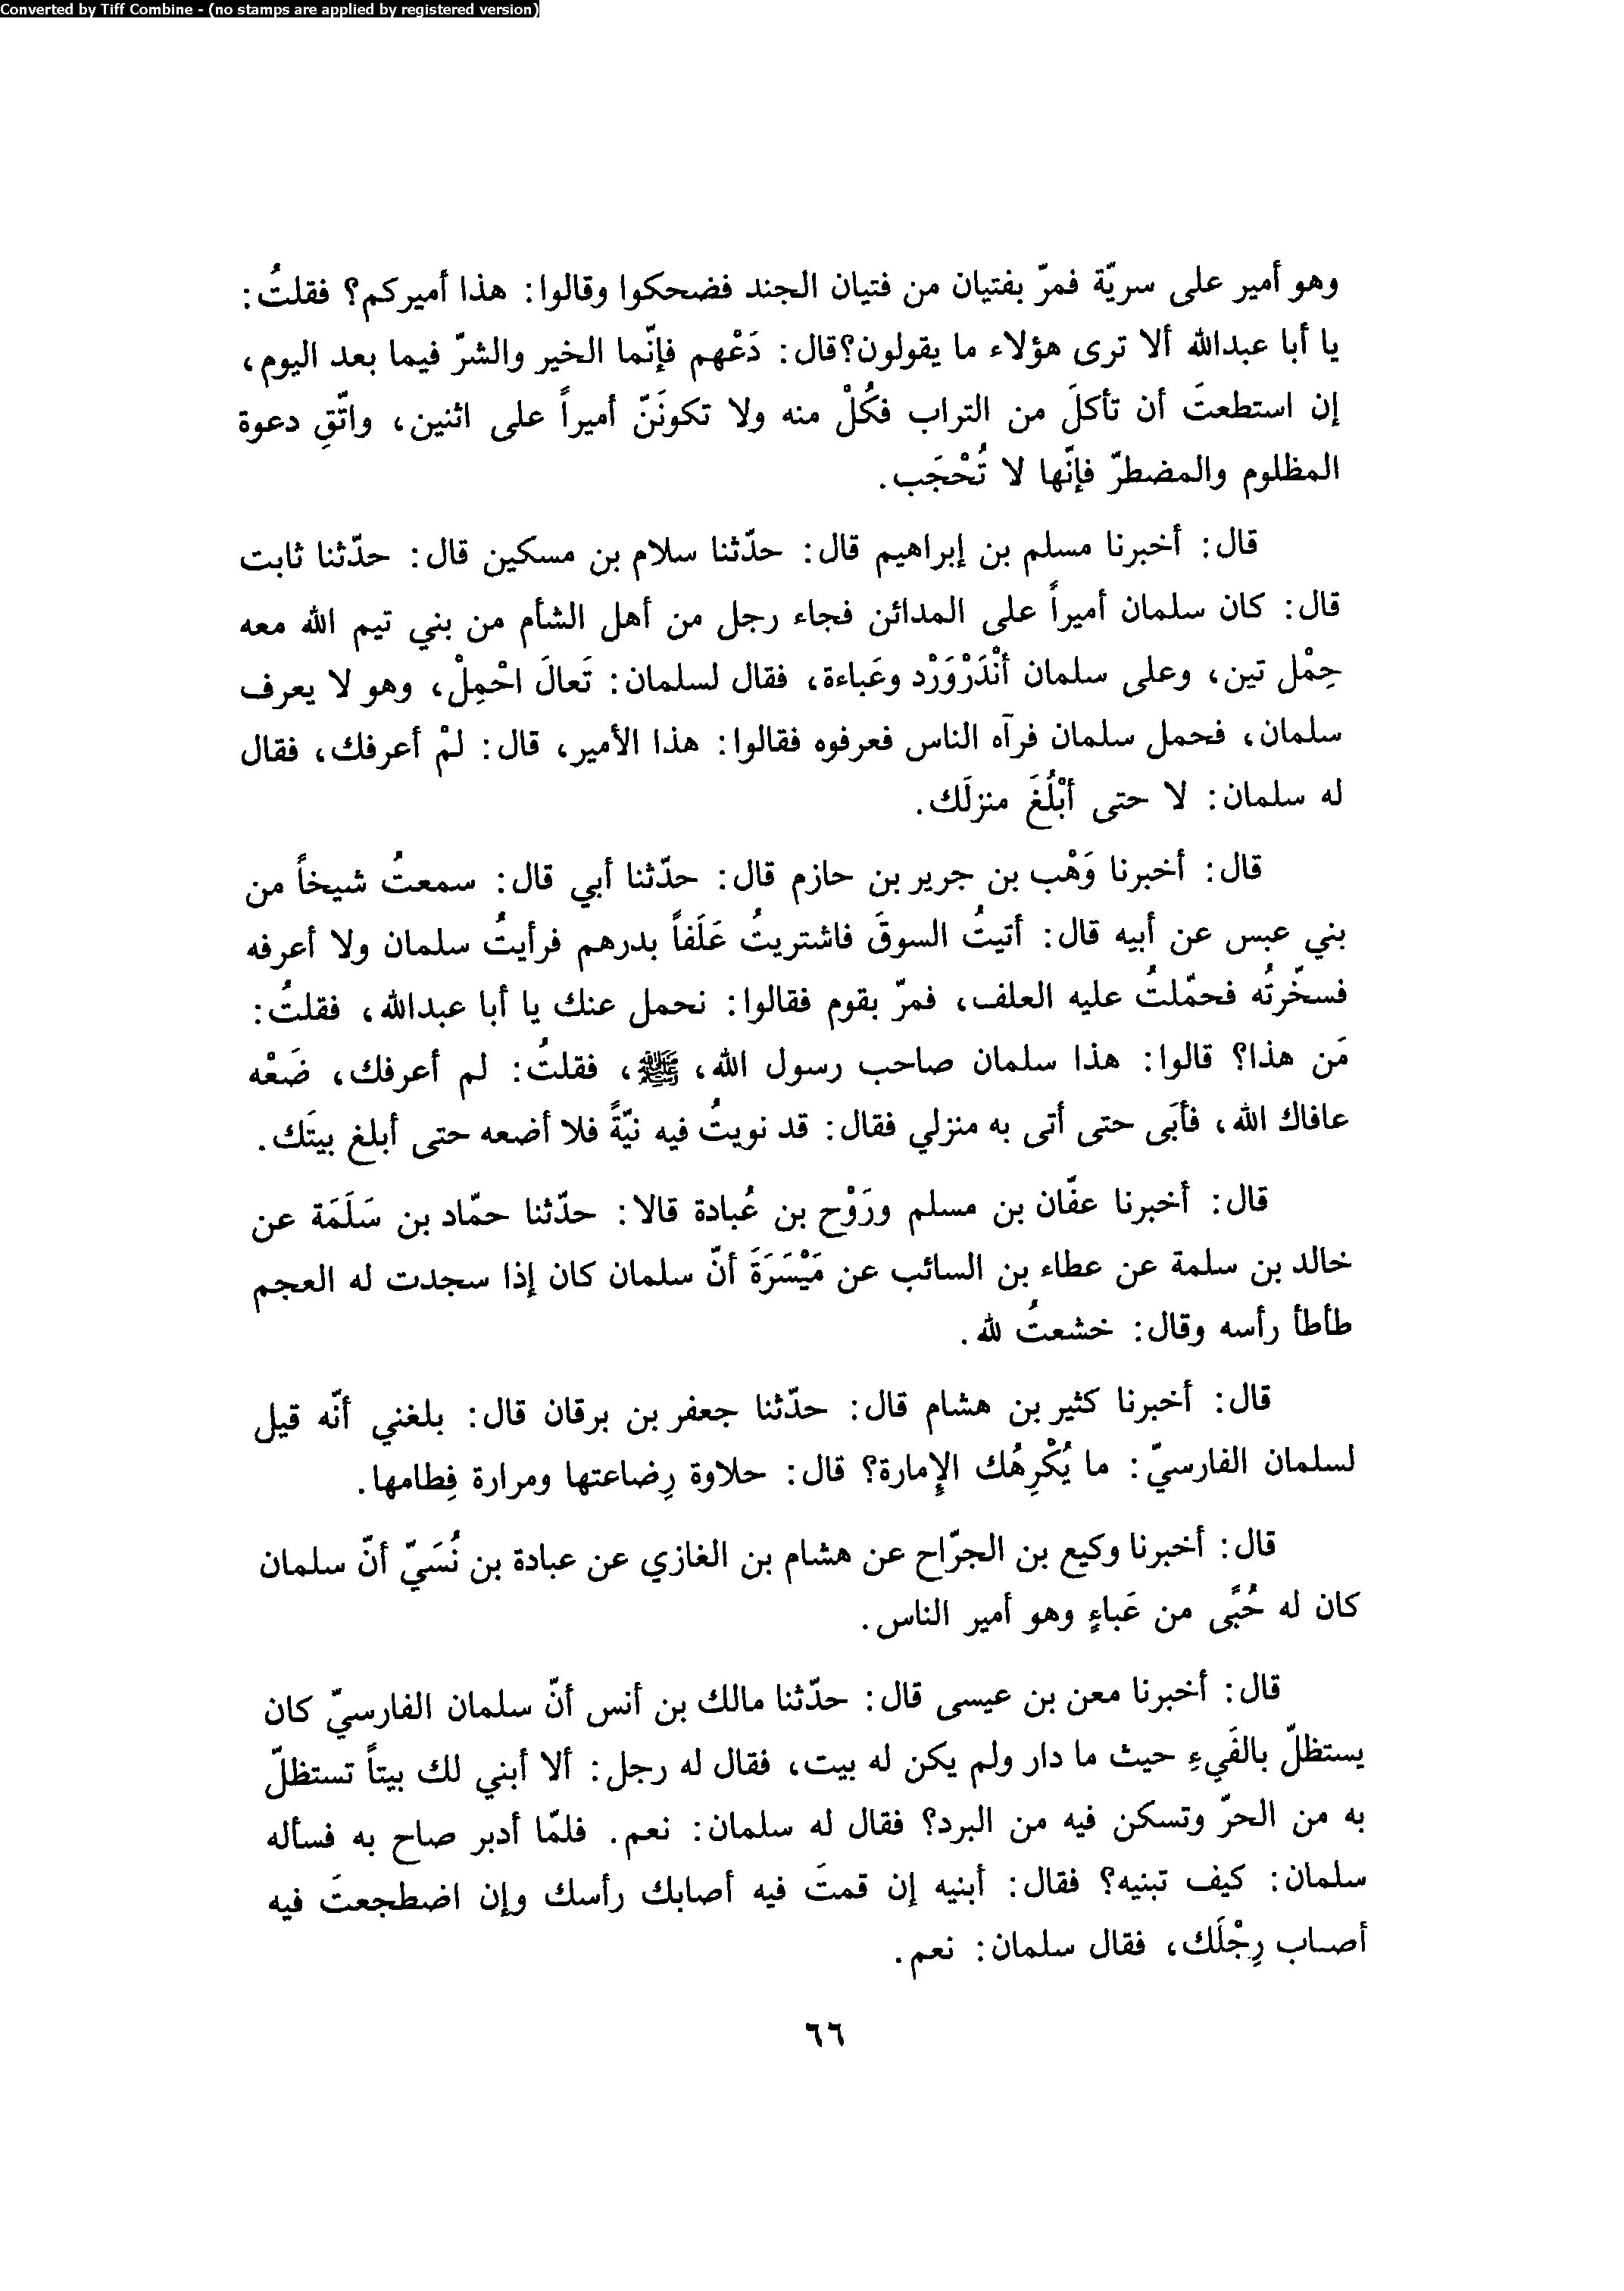 Converted by Tiff Combine - (no stamps are applied by registered version)
وهو أمير على سريّة فمرّ بفتيان من فتيان الجند فضحكوا وقالوا: هذا أميركم؟ فقلتُ:
يا أبا عبدالله ألا ترى هؤلاء ما يقولون؟قال: دَعْهم فإنّما الخير والشرّ فيما بعد اليوم،
إن استطعتَ أن تأكلَ من التراب فكُلْ منه ولا تكونَنّ أميراً على اثنين، واتّقِ دعوة
المظلوم والمضطرّ فإنّها لا تُحْجَب.
قال: أخبرنا مسلم بن إبراهيم قال: حدّثنا سلام بن مسكين قال: حدّثنا ثابت
قال: كان سلمان أميراً على المدائن فجاء رجل من أهل الشأم من بني تيم الله معه
حِمْل تين، وعلى سلمان أنْدَرْوَرْد وعَباءة، فقال لسلمان: تَعالَ احْمِلْ، وهو لا يعرف
سلمان، فحمل سلمان فرآه الناس فعرفوه فقالوا: هذا الأمير، قال: لمْ أعرفك، فقال
له سلمان: لا حتى أبْلُغَ منزلَك.
قال: أخبرنا وَهْب بن جرير بن حازم قال: حدّثنا أبي قال: سمعتُ شيخاً من
بني عبس عن أبيه قال: أتيتُ السوقَ فاشتريتُ عَلَفاً بدرهم فرأيتُ سلمان ولا أعرفه
فسخّرتُه فحمّلتُ عليه العلف، فمرّ بقوم فقالوا: نحمل عنك يا أبا عبدالله، فقلتُ:
مَن هذا؟ قالوا: هذا سلمان صاحب رسول الله، ﷺ، فقلتُ: لم أعرفك، ضَعْه
عافاك الله، فأبَى حتى أتى به منزلي فقال: قد نويتُ فيه نيّةً فلا أضعه حتى أبلغ بيتَك.
قال: أخبرنا عفّان بن مسلم ورَوْح بن عُبادة قالا: حدّثنا حمّاد بن سَلَمَة عن
خالد بن سلمة عن عطاء بن السائب عن مَيْسَرَةَ أنّ سلمان كان إذا سجدت له العجم
طأطأ رأسه وقال: خشعتُ لله.
قال: أخبرنا كثير بن هشام قال: حدّثنا جعفر بن برقان قال: بلغني أنّه قيل
لسلمان الفارسيّ: ما يُكْرِهُك الإمارة؟ قال: حلاوة رِضاعتها ومرارة فِطامها.
قال: أخبرنا وكيع بن الجرّاح عن هشام بن الغازي عن عبادة بن نُسَيّ أنّ سلمان
كان له حُبًى من عَباءٍ وهو أمير الناس.
قال: أخبرنا معن بن عيسى قال: حدّثنا مالك بن أنس أنّ سلمان الفارسيّ كان
يستظلّ بالفَيءِ حيث ما دار ولم يكن له بيت، فقال له رجل: ألا أبني لك بيتاً تستظلّ
به من الحرّ وتسكن فيه من البرد؟ فقال له سلمان: نعم. فلمّا أدبر صاح به فسأله
سلمان: كيف تبنيه؟ فقال: أبنيه إن قمتَ فيه أصابك رأسك وإن اضطجعتَ فيه
أصاب رِجْلَك، فقال سلمان: نعم.
٦٦